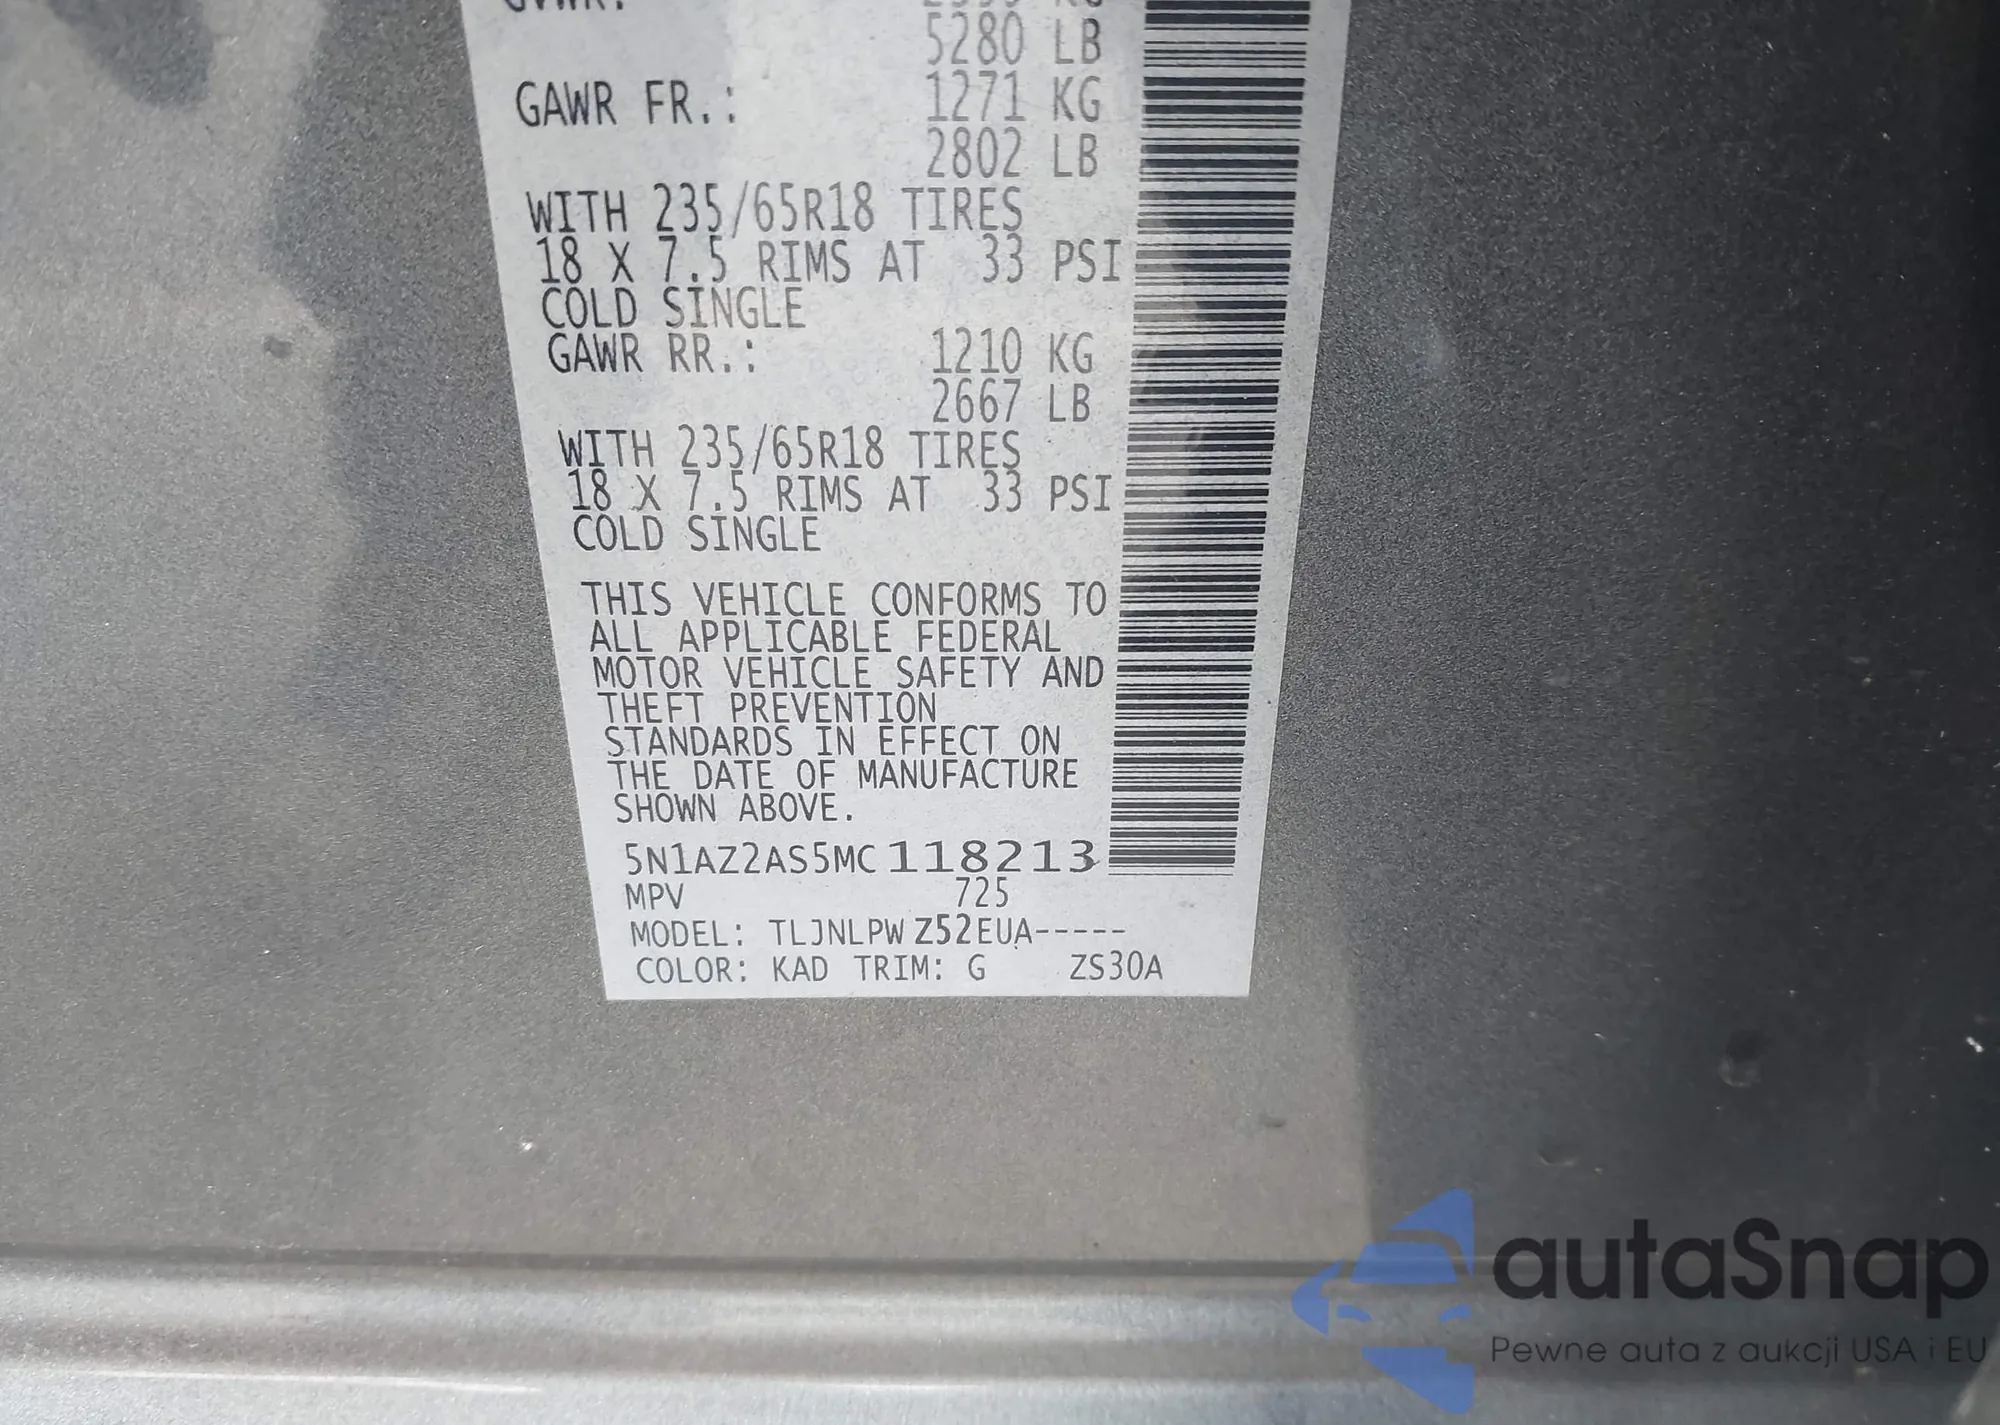 GVWR:
5280 LB
GAWR FR.: 1271 KG
2802 LB
WITH 235/65R18 TIRES
18 X 7.5 RIMS AT 33 PSI
COLD SINGLE
GAWR RR.: 1210 KG
2667 LB
WITH 235/65R18 TIRES
18 X 7.5 RIMS AT 33 PSI
COLD SINGLE
THIS VEHICLE CONFORMS TO
ALL APPLICABLE FEDERAL
MOTOR VEHICLE SAFETY AND
THEFT PREVENTION
STANDARDS IN EFFECT ON
THE DATE OF MANUFACTURE
SHOWN ABOVE.
5N1AZ2AS5MC118213
MPV 725
MODEL: TLJNLPW Z52EUA-----
COLOR: KAD TRIM: G ZS30A
autaSnap
Pewne auta z aukcji USA i EU